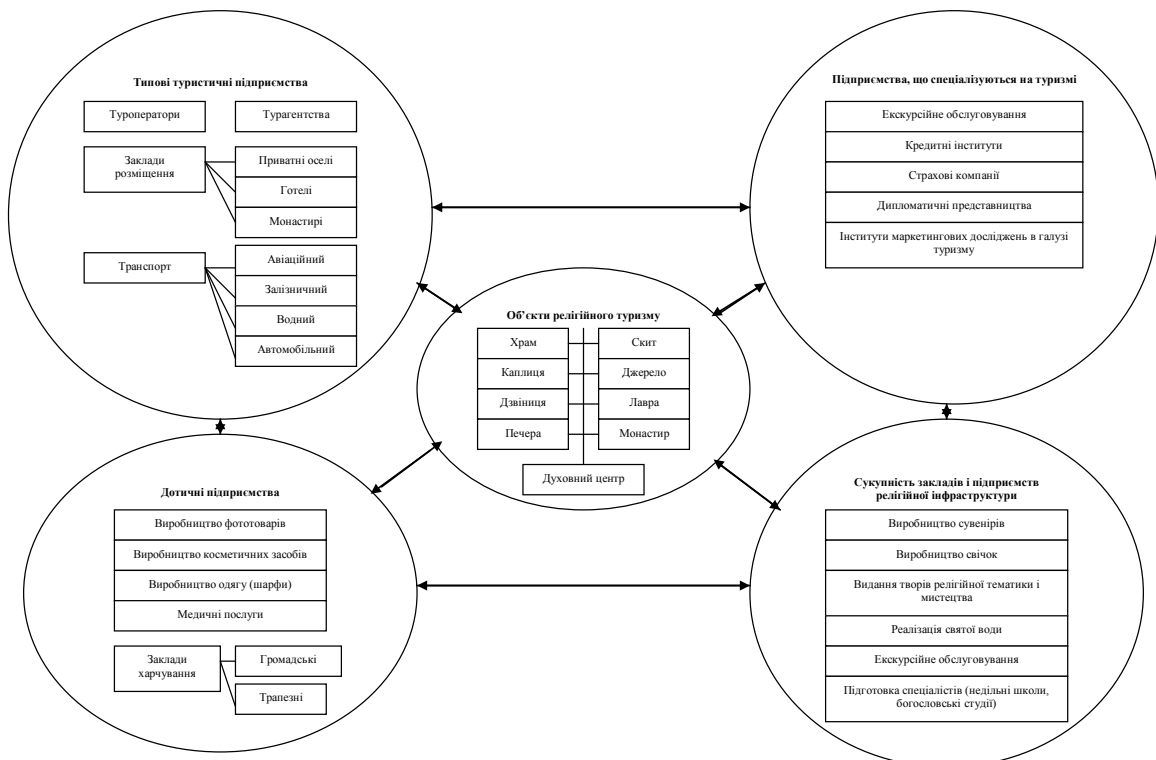 Типові туристичні підприємства
Туроператори
Турагентства
Заклади
розміщення
Приватні оселі
Готелі
Монастирі
Транспорт
Авіаційний
Залізничний
Водний
Автомобільний
Підприємства, що спеціалізуються на туризмі
Екскурсійне обслуговування
Кредитні інститути
Страхові компанії
Дипломатичні представництва
Інститути маркетингових досліджень в галузі
туризму
Об’єкти релігійного туризму
Храм
Скит
Каплиця
Джерело
Дзвіниця
Лавра
Печера
Монастир
Духовний центр
Дотичні підприємства
Виробництво фототоварів
Виробництво косметичних засобів
Виробництво одягу (шарфи)
Медичні послуги
Заклади
харчування
Громадські
Трапезні
Сукупність закладів і підприємств
релігійної інфраструктури
Виробництво сувенірів
Виробництво свічок
Видання творів релігійної тематики і
мистецтва
Реалізація святої води
Екскурсійне обслуговування
Підготовка спеціалістів (недільні школи,
богословські студії)